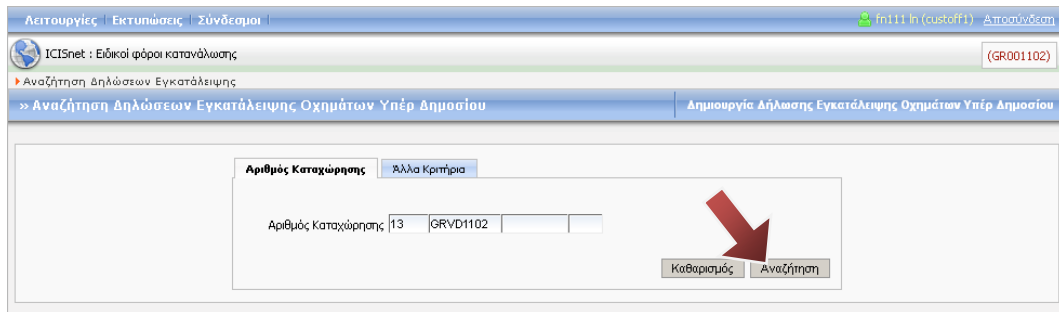 Λειτουργίες | Εκτυπώσεις | Σύνδεσμοι | fn111 ln (custoff1) Αποσύνδεση
ICISnet : Ειδικοί φόροι κατανάλωσης (GR001102)
Αναζήτηση Δηλώσεων Εγκατάλειψης
» Αναζήτηση Δηλώσεων Εγκατάλειψης Οχημάτων Υπέρ Δημοσίου Δημιουργία Δήλωσης Εγκατάλειψης Οχημάτων Υπέρ Δημοσίου
Αριθμός Καταχώρησης Άλλα Κριτήρια
Αριθμός Καταχώρησης 13 GRVD1102
Καθαρισμός Αναζήτηση